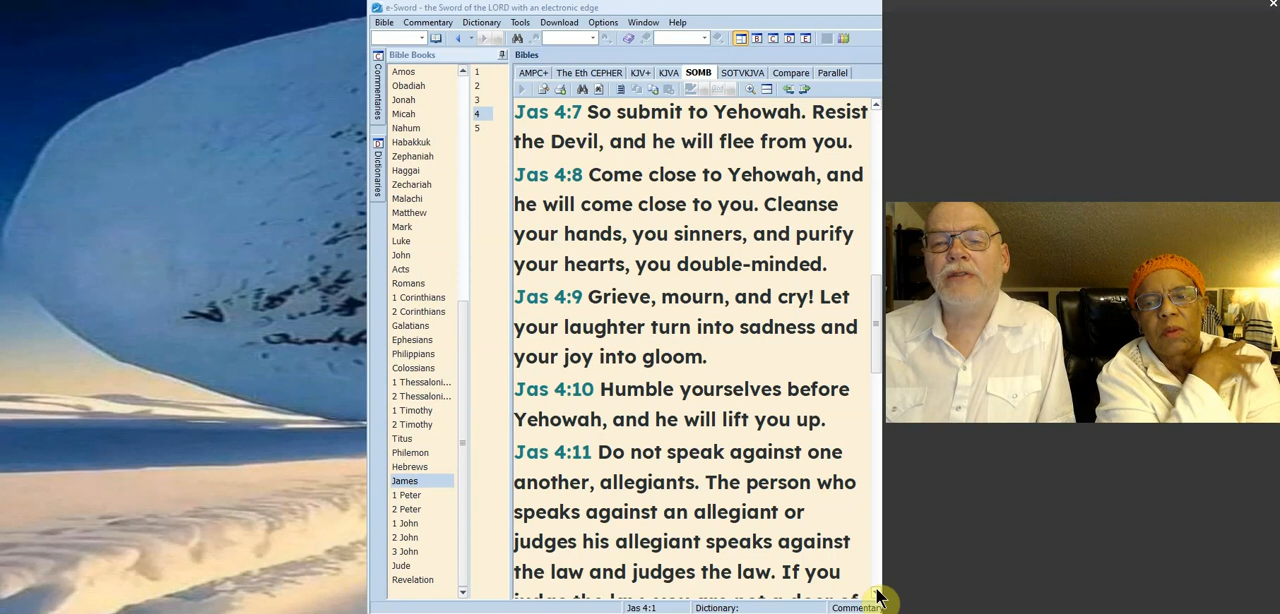 e-Sword - the Sword of the LORD with an electronic edge
Bible Commentary Dictionary Tools Download Options Window Help
Bible Books
Bibles
AMPC+ The Eth CEPHER KJV+ KJVA SOMB SOTVKJVA Compare Parallel
Commentaries
Dictionaries
Amos
Obadiah
Jonah
Micah
Nahum
Habakkuk
Zephaniah
Haggai
Zechariah
Malachi
Matthew
Mark
Luke
John
Acts
Romans
1 Corinthians
2 Corinthians
Galatians
Ephesians
Philippians
Colossians
1 Thessaloni...
2 Thessaloni...
1 Timothy
2 Timothy
Titus
Philemon
Hebrews
James
1 Peter
2 Peter
1 John
2 John
3 John
Jude
Revelation
1
2
3
4
5
Jas 4:7 So submit to Yehowah. Resist
the Devil, and he will flee from you.
Jas 4:8 Come close to Yehowah, and
he will come close to you. Cleanse
your hands, you sinners, and purify
your hearts, you double-minded.
Jas 4:9 Grieve, mourn, and cry! Let
your laughter turn into sadness and
your joy into gloom.
Jas 4:10 Humble yourselves before
Yehowah, and he will lift you up.
Jas 4:11 Do not speak against one
another, allegiants. The person who
speaks against an allegiant or
judges his allegiant speaks against
the law and judges the law. If you
Jas 4:1 Dictionary: Commentary